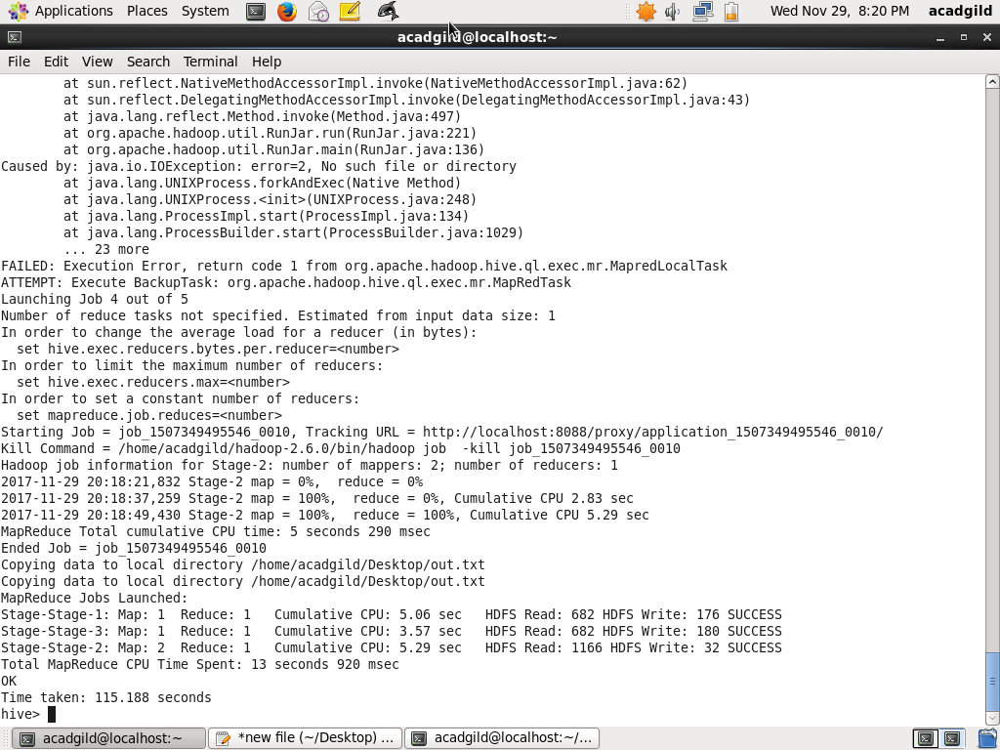 Applications Places System Wed Nov 29, 8:20 PM acadgild
acadgild@localhost:~
File Edit View Search Terminal Help
at sun.reflect.NativeMethodAccessorImpl.invoke(NativeMethodAccessorImpl.java:62)
at sun.reflect.DelegatingMethodAccessorImpl.invoke(DelegatingMethodAccessorImpl.java:43)
at java.lang.reflect.Method.invoke(Method.java:497)
at org.apache.hadoop.util.RunJar.run(RunJar.java:221)
at org.apache.hadoop.util.RunJar.main(RunJar.java:136)
Caused by: java.io.IOException: error=2, No such file or directory
at java.lang.UNIXProcess.forkAndExec(Native Method)
at java.lang.UNIXProcess.<init>(UNIXProcess.java:248)
at java.lang.ProcessImpl.start(ProcessImpl.java:134)
at java.lang.ProcessBuilder.start(ProcessBuilder.java:1029)
... 23 more
FAILED: Execution Error, return code 1 from org.apache.hadoop.hive.ql.exec.mr.MapredLocalTask
ATTEMPT: Execute BackupTask: org.apache.hadoop.hive.ql.exec.mr.MapRedTask
Launching Job 4 out of 5
Number of reduce tasks not specified. Estimated from input data size: 1
In order to change the average load for a reducer (in bytes):
set hive.exec.reducers.bytes.per.reducer=<number>
In order to limit the maximum number of reducers:
set hive.exec.reducers.max=<number>
In order to set a constant number of reducers:
set mapreduce.job.reduces=<number>
Starting Job = job_1507349495546_0010, Tracking URL = http://localhost:8088/proxy/application_1507349495546_0010/
Kill Command = /home/acadgild/hadoop-2.6.0/bin/hadoop job  -kill job_1507349495546_0010
Hadoop job information for Stage-2: number of mappers: 2; number of reducers: 1
2017-11-29 20:18:21,832 Stage-2 map = 0%,  reduce = 0%
2017-11-29 20:18:37,259 Stage-2 map = 100%,  reduce = 0%, Cumulative CPU 2.83 sec
2017-11-29 20:18:49,430 Stage-2 map = 100%,  reduce = 100%, Cumulative CPU 5.29 sec
MapReduce Total cumulative CPU time: 5 seconds 290 msec
Ended Job = job_1507349495546_0010
Copying data to local directory /home/acadgild/Desktop/out.txt
Copying data to local directory /home/acadgild/Desktop/out.txt
MapReduce Jobs Launched:
Stage-Stage-1: Map: 1  Reduce: 1   Cumulative CPU: 5.06 sec   HDFS Read: 682 HDFS Write: 176 SUCCESS
Stage-Stage-3: Map: 1  Reduce: 1   Cumulative CPU: 3.57 sec   HDFS Read: 682 HDFS Write: 180 SUCCESS
Stage-Stage-2: Map: 2  Reduce: 1   Cumulative CPU: 5.29 sec   HDFS Read: 1166 HDFS Write: 32 SUCCESS
Total MapReduce CPU Time Spent: 13 seconds 920 msec
OK
Time taken: 115.188 seconds
hive>
acadgild@localhost:~ *new file (~/Desktop) ... acadgild@localhost:~/...